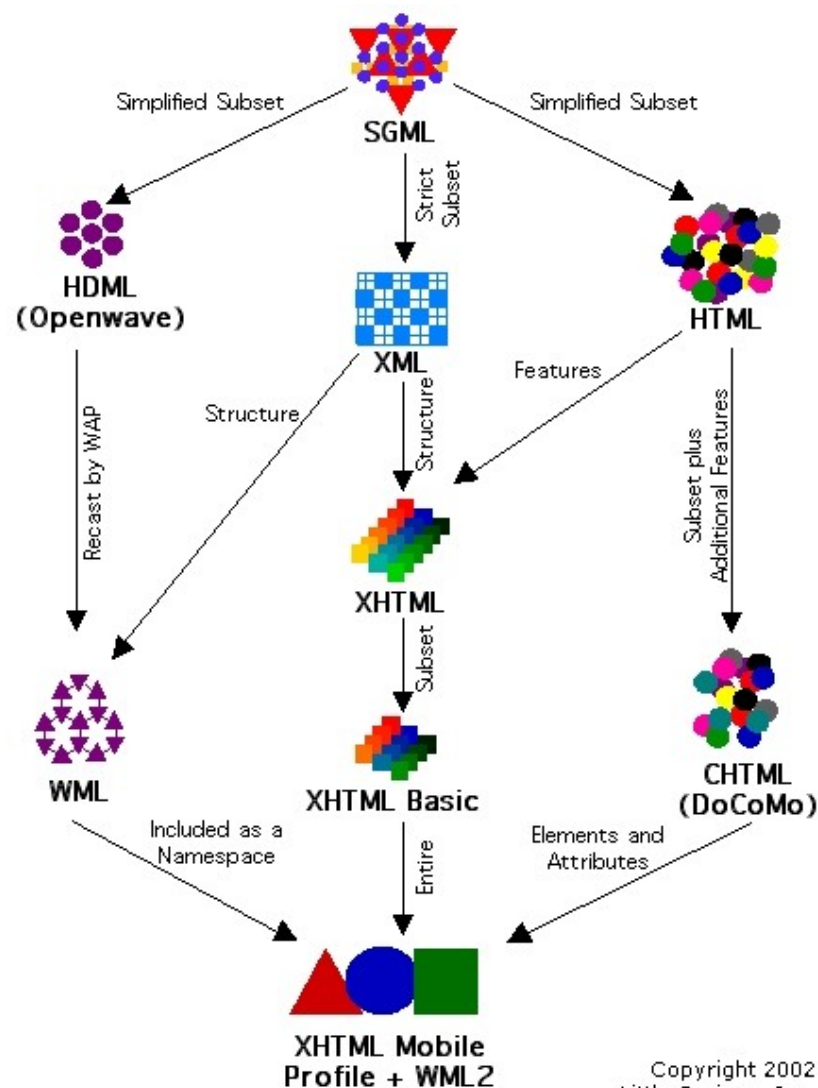 Simplified Subset
Simplified Subset
SGML
Strict
Subset
HDML
(Openwave)
XML
HTML
Features
Structure
Structure
Recast by WAP
Subset plus
Additional Features
XHTML
Subset
WML
XHTML Basic
CHTML
(DoCoMo)
Included as a
Namespace
Entire
Elements and
Attributes
XHTML Mobile
Profile + WML2
Copyright 2002